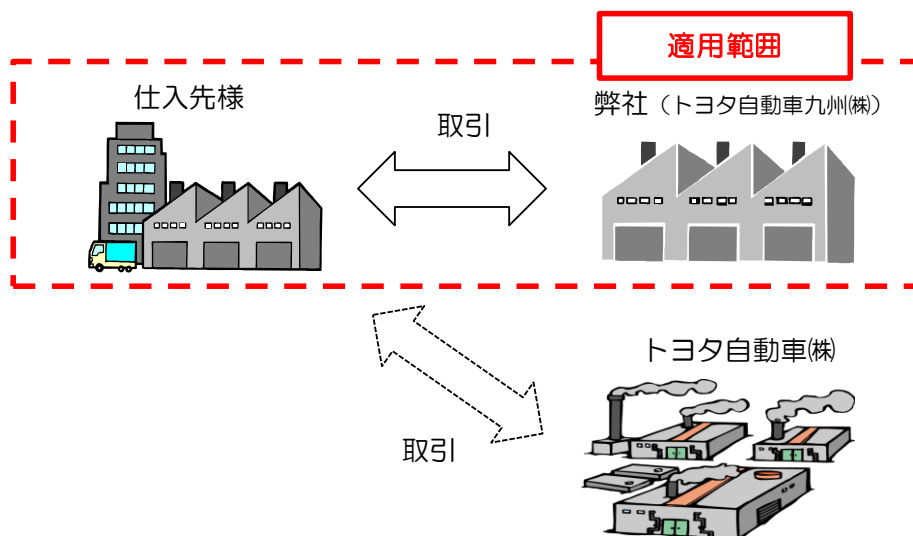 適用範囲
仕入先様
弊社（トヨタ自動車九州㈱）
取引
トヨタ自動車㈱
取引